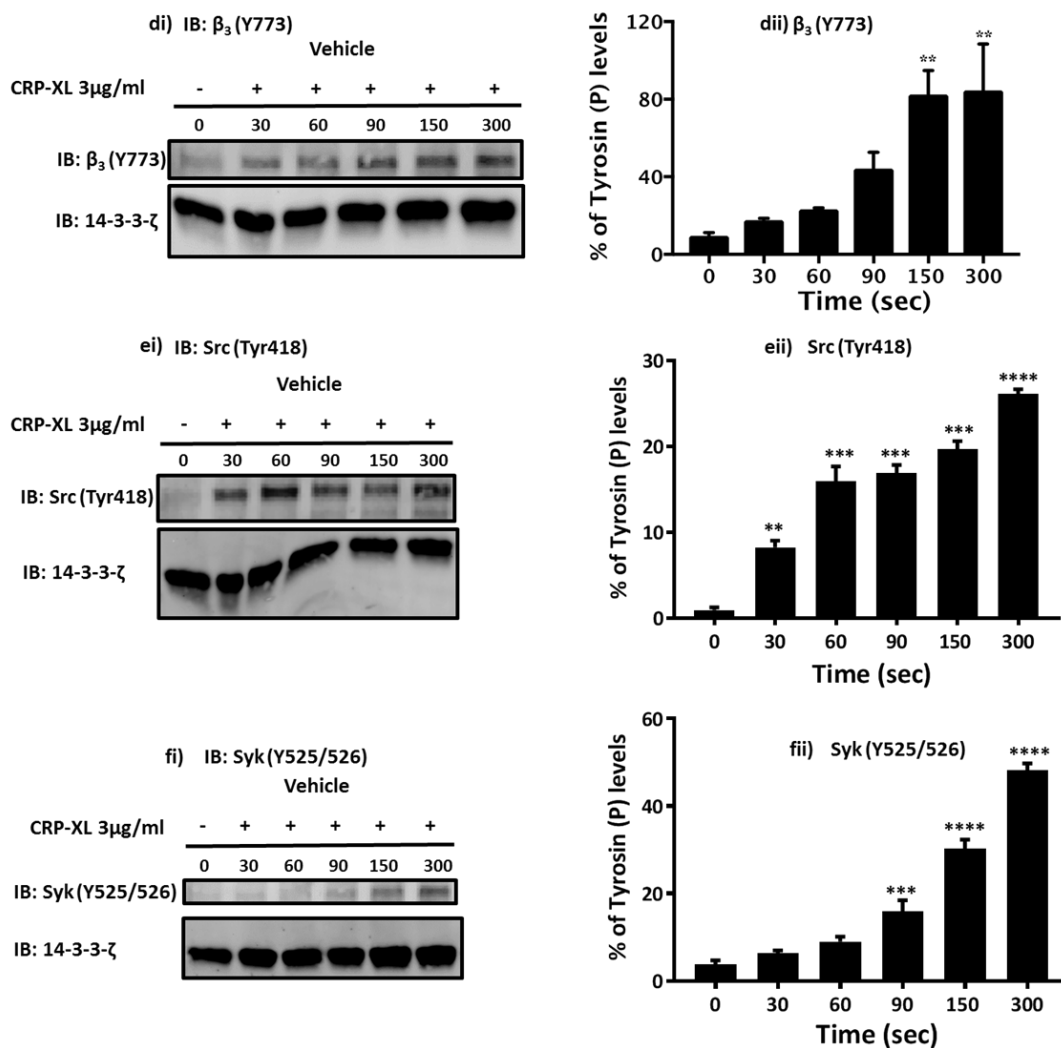 di) IB: β₃ (Y773)
Vehicle
CRP-XL 3µg/ml - + + + + +
0 30 60 90 150 300
IB: β₃ (Y773)
IB: 14-3-3-ζ
dii) β₃ (Y773)
% of Tyrosin (P) levels
120
80
40
0
0 30 60 90 150 300
** **
Time (sec)
ei) IB: Src (Tyr418)
Vehicle
CRP-XL 3µg/ml - + + + + +
0 30 60 90 150 300
IB: Src (Tyr418)
IB: 14-3-3-ζ
eii) Src (Tyr418)
% of Tyrosin (P) levels
30
20
10
0
** *** *** *** ****
0 30 60 90 150 300
Time (sec)
fi) IB: Syk (Y525/526)
Vehicle
CRP-XL 3µg/ml - + + + + +
0 30 60 90 150 300
IB: Syk (Y525/526)
IB: 14-3-3-ζ
fii) Syk (Y525/526)
% of Tyrosin (P) levels
60
40
20
0
*** **** ****
0 30 60 90 150 300
Time (sec)